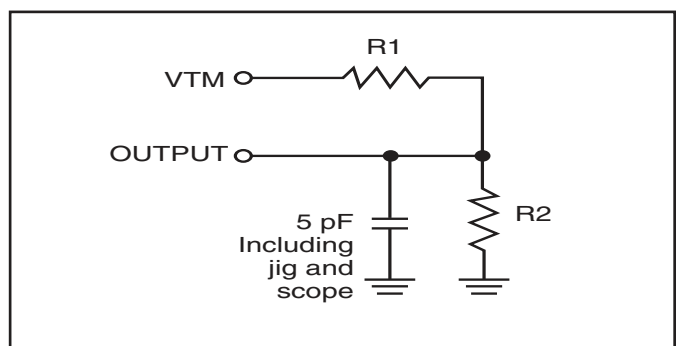 R1
VTM
OUTPUT
R2
5 pF
Including
jig and
scope